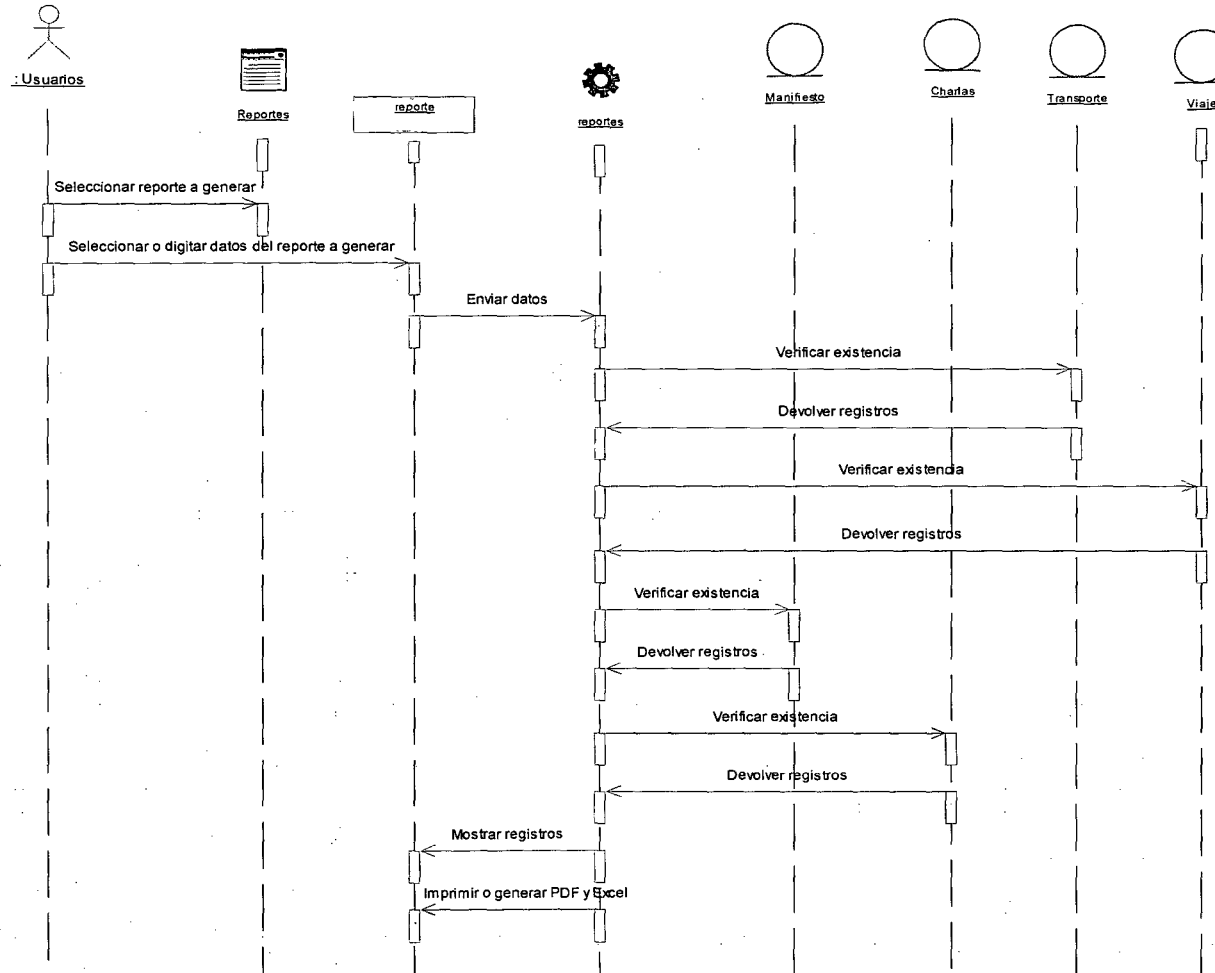 : Usuarios
Reportes
reporte
reportes
Manifiesto
Charlas
Transporte
Viaje
Seleccionar reporte a generar
Seleccionar o digitar datos del reporte a generar
Enviar datos
Verificar existencia
Devolver registros
Verificar existencia
Devolver registros
Verificar existencia
Devolver registros
Verificar existencia
Devolver registros
Mostrar registros
Imprimir o generar PDF y Excel